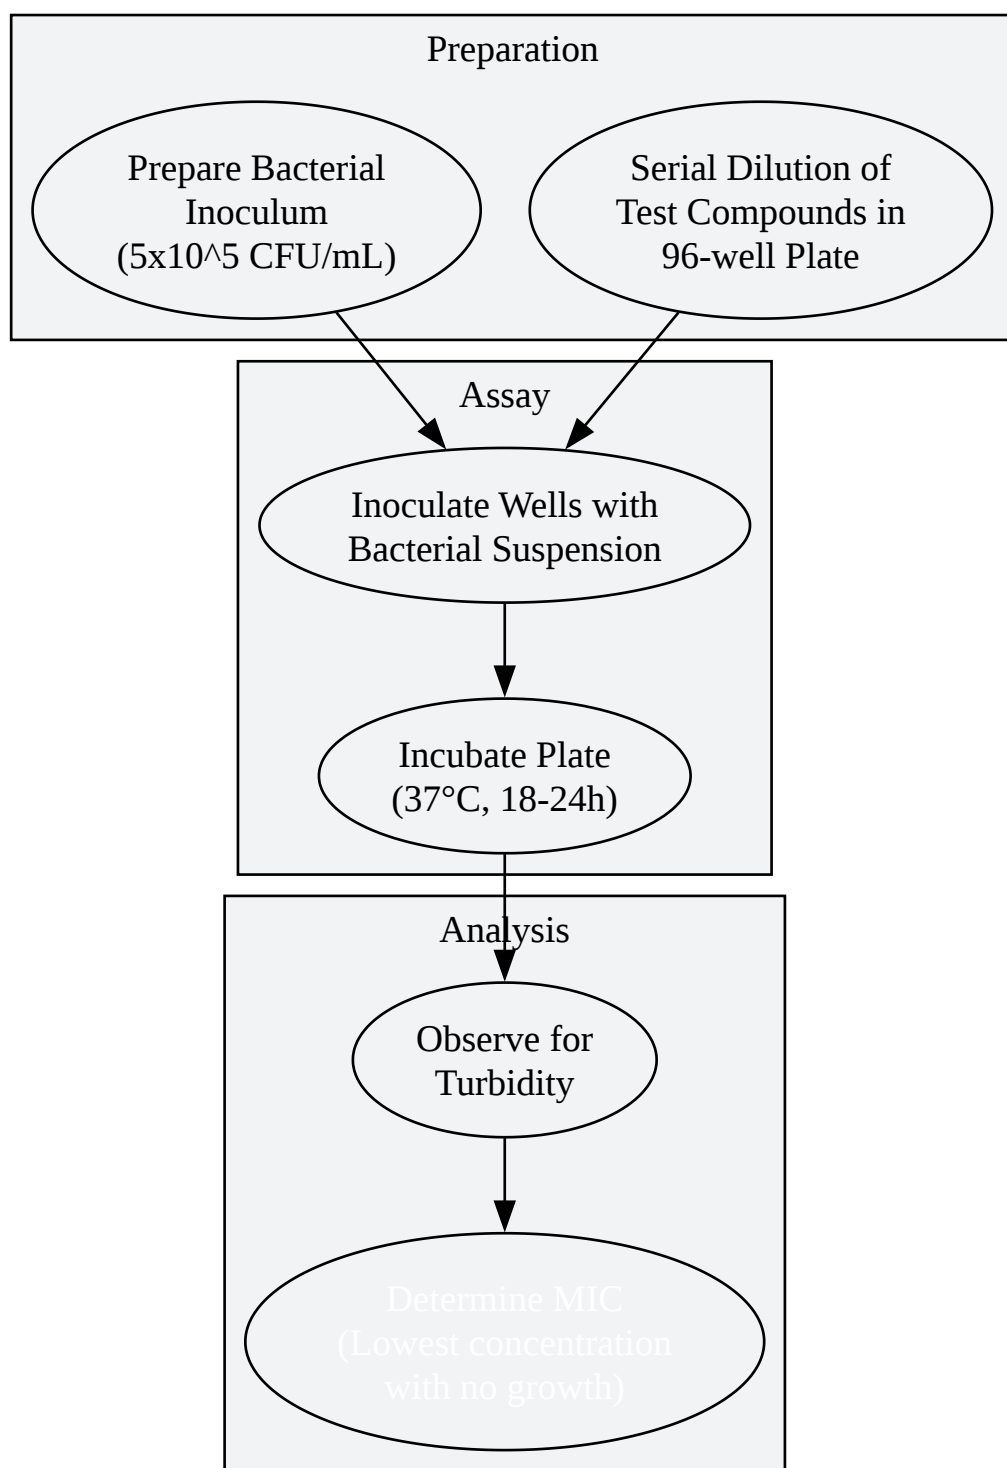 Preparation
Prepare Bacterial
Inoculum
(5x10^5 CFU/mL)
Serial Dilution of
Test Compounds in
96-well Plate
Assay
Inoculate Wells with
Bacterial Suspension
Incubate Plate
(37°C, 18-24h)
Analysis
Observe for
Turbidity
Determine MIC
(Lowest concentration
with no growth)